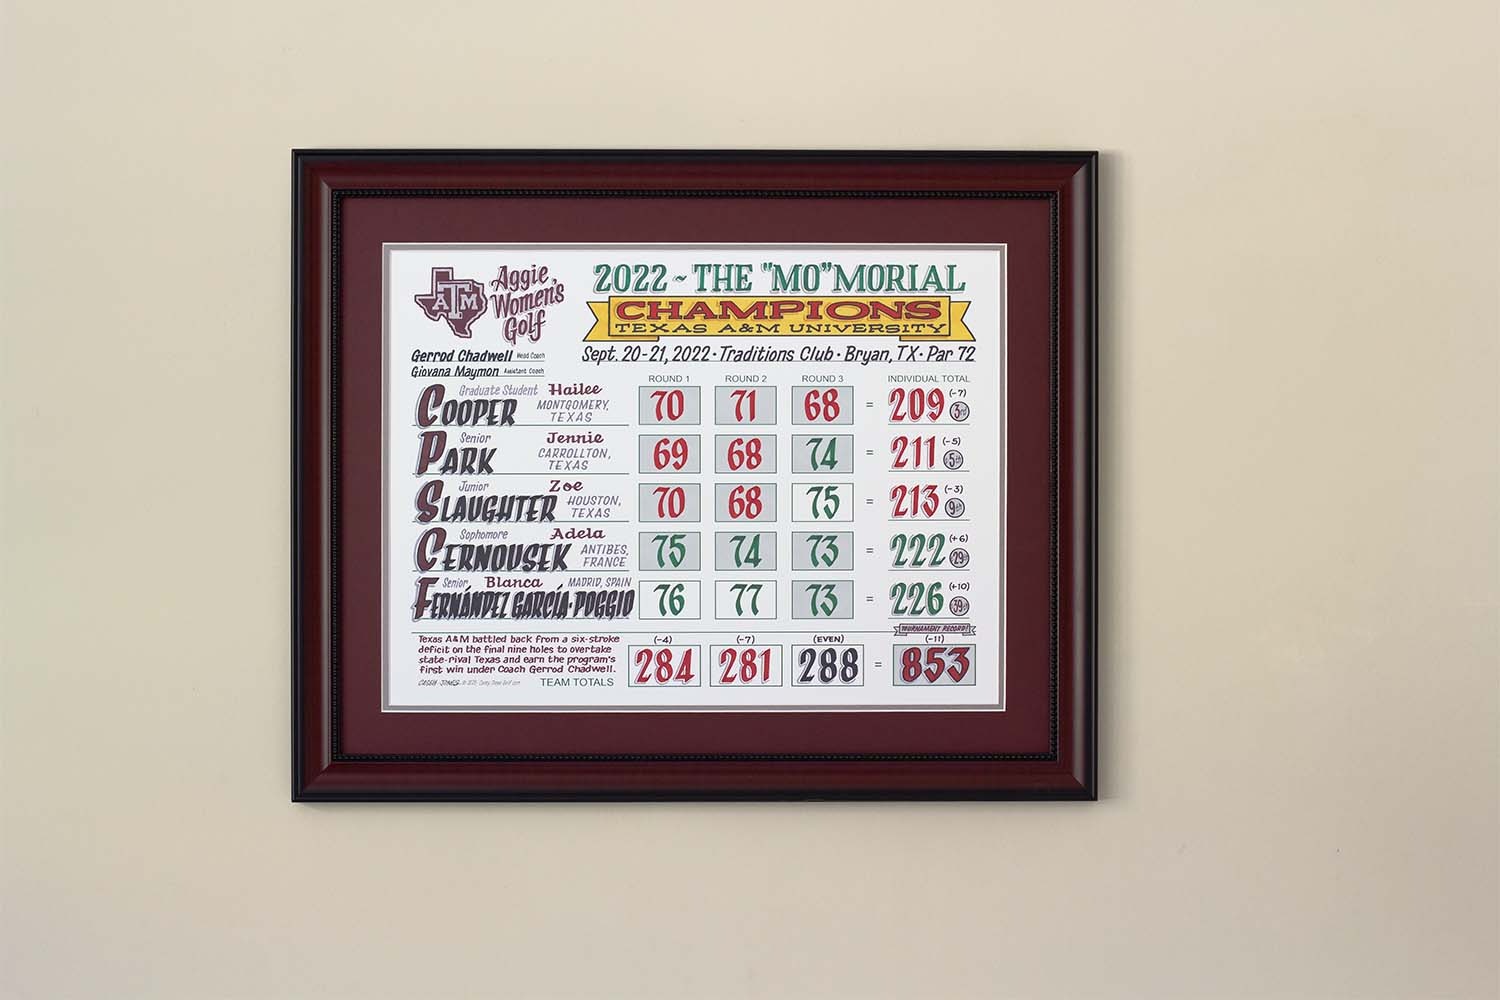 ATM
Aggie
Women's
Golf
2022 ~ THE "MO"MORIAL
CHAMPIONS
TEXAS A&M UNIVERSITY
Sept. 20-21, 2022 · Traditions Club · Bryan, TX · Par 72
Gerrod Chadwell Head Coach
Giovana Maymon Assistant Coach
ROUND 1 ROUND 2 ROUND 3 INDIVIDUAL TOTAL
Graduate Student Hailee
COOPER MONTGOMERY, TEXAS 70 71 68 = 209 (-7) 3rd
Senior Jennie
PARK CARROLLTON, TEXAS 69 68 74 = 211 (-5) 5th
Junior Zoe
SLAUGHTER HOUSTON, TEXAS 70 68 75 = 213 (-3) 9th
Sophomore Adela
CERNOUSEK ANTIBES, FRANCE 75 74 73 = 222 (+6) 29th
Senior Blanca MADRID, SPAIN
FERNÁNDEZ GARCÍA-POGGIO 76 77 73 = 226 (+10) 39th
TOURNAMENT RECORD!
Texas A&M battled back from a six-stroke
deficit on the final nine holes to overtake
state-rival Texas and earn the program's
first win under Coach Gerrod Chadwell.
(-4) (-7) (EVEN) (-11)
TEAM TOTALS 284 281 288 = 853
CASEY JONES